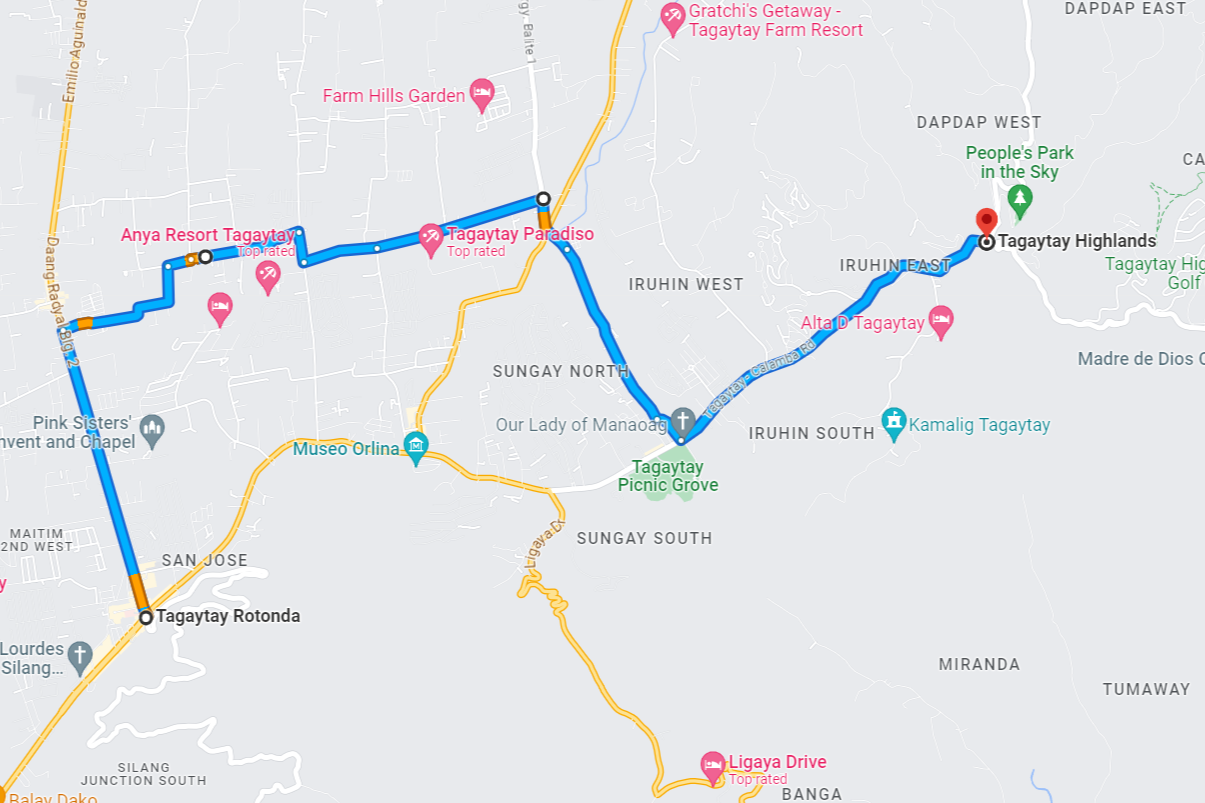 DAPDAP EAST
Gratchi's Getaway -
Tagaytay Farm Resort
Emilio Aguinald
rgy. Balite 1
Farm Hills Garden
DAPDAP WEST
People's Park
in the Sky
CA
Anya Resort Tagaytay
Top rated
Tagaytay Paradiso
Top rated
Tagaytay Highlands
IRUHIN EAST
Tagaytay Hig
Golf
IRUHIN WEST
Daang Radyal Blg. 2
Alta D Tagaytay
Tagaytay - Calamba Rd
Madre de Dios C
SUNGAY NORTH
Pink Sisters'
nvent and Chapel
Our Lady of Manaoag
IRUHIN SOUTH
Kamalig Tagaytay
Museo Orlina
Tagaytay
Picnic Grove
MAITIM
2ND WEST
SUNGAY SOUTH
Ligaya Dr
SAN JOSE
y
Tagaytay Rotonda
Lourdes
Silang...
MIRANDA
TUMAWAY
SILANG
JUNCTION SOUTH
Ligaya Drive
Top rated
BANGA
Balay Dako